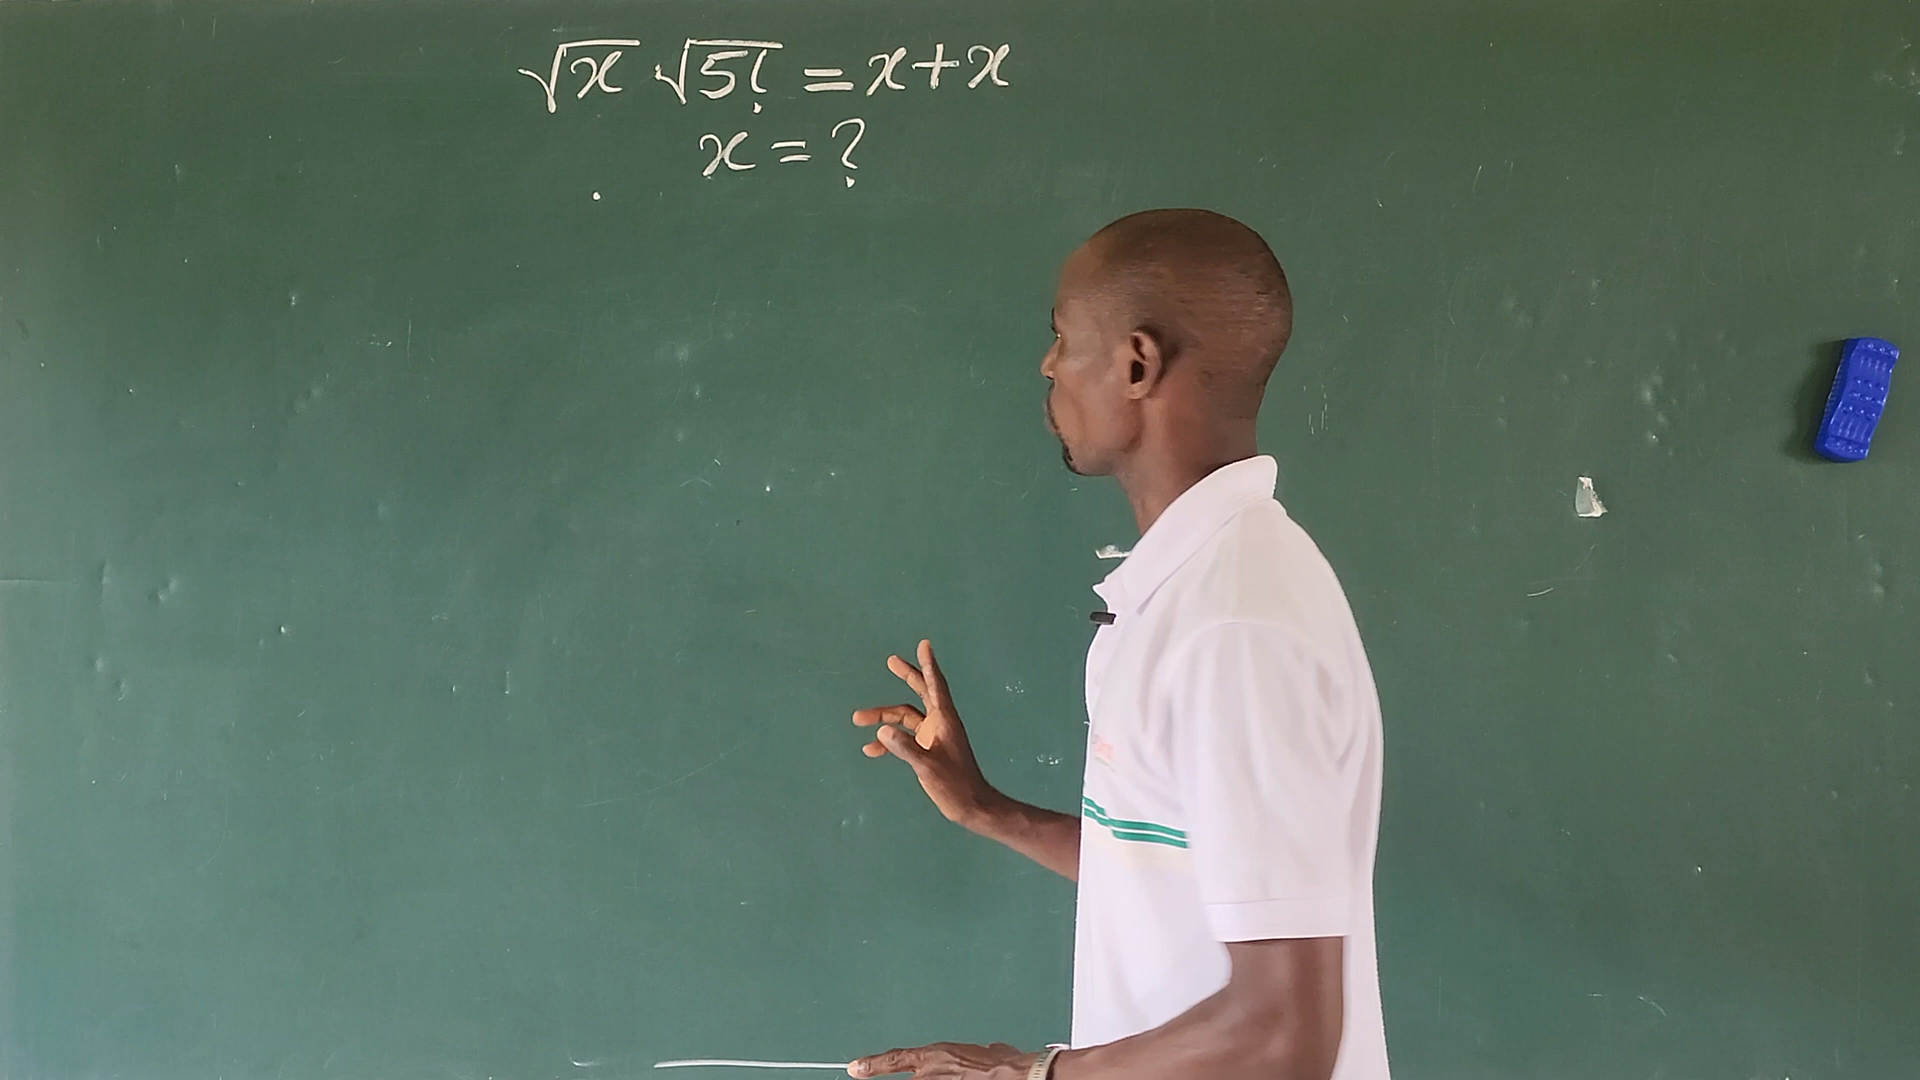 √x √5! = x+x
x = ?